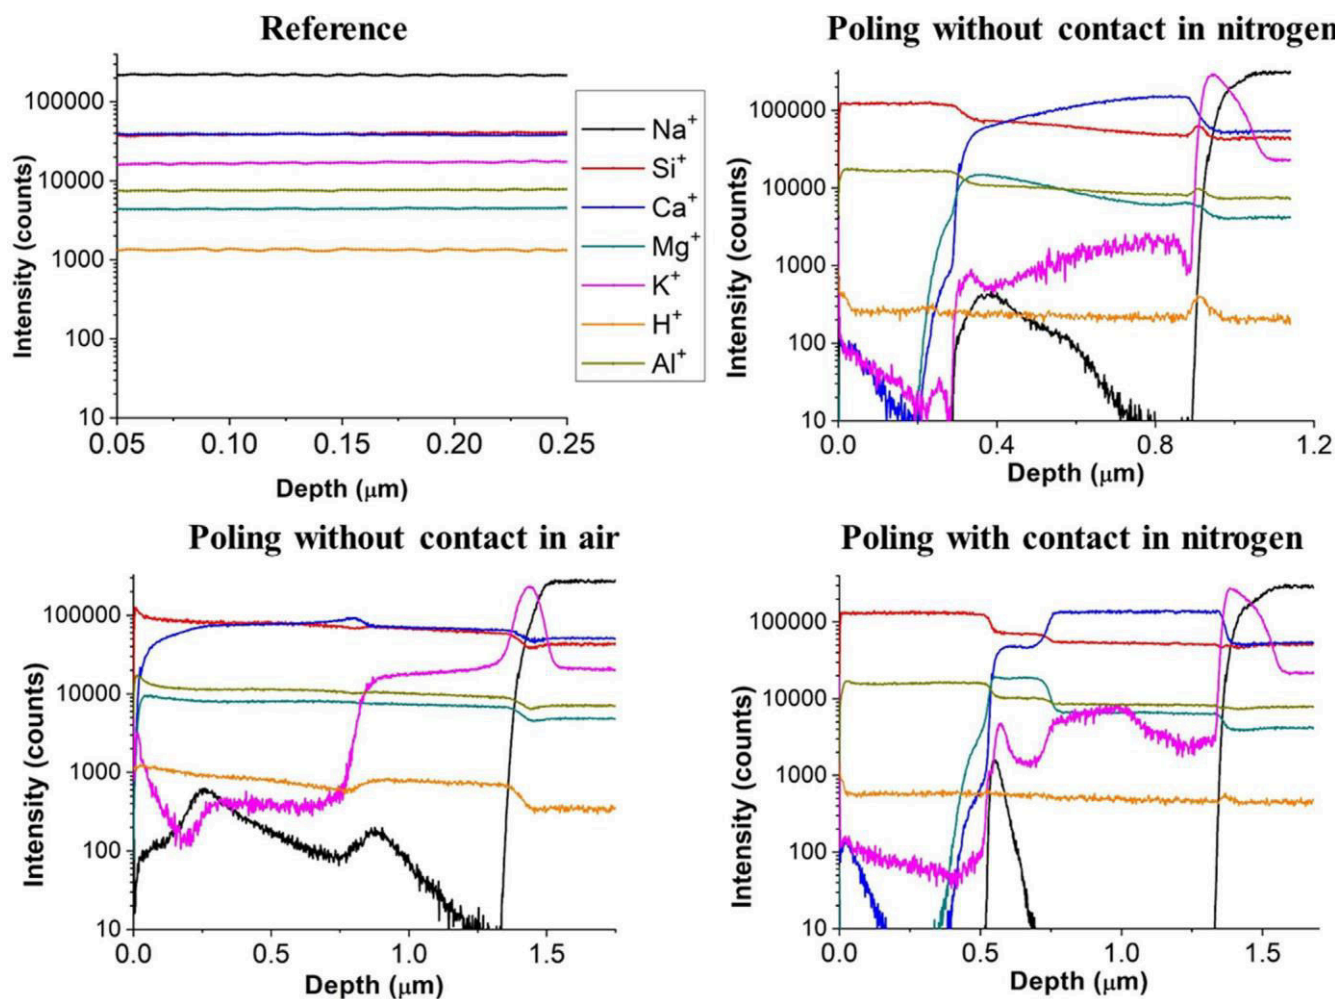 Reference
Intensity (counts)
100000
10000
1000
100
10
0.05 0.10 0.15 0.20 0.25
Depth (μm)
Na⁺
Si⁺
Ca⁺
Mg⁺
K⁺
H⁺
Al⁺
Poling without contact in nitrogen
Intensity (counts)
100000
10000
1000
100
10
0.0 0.4 0.8 1.2
Depth (μm)
Poling without contact in air
Intensity (counts)
100000
10000
1000
100
10
0.0 0.5 1.0 1.5
Depth (μm)
Poling with contact in nitrogen
Intensity (counts)
100000
10000
1000
100
10
0.0 0.5 1.0 1.5
Depth (μm)